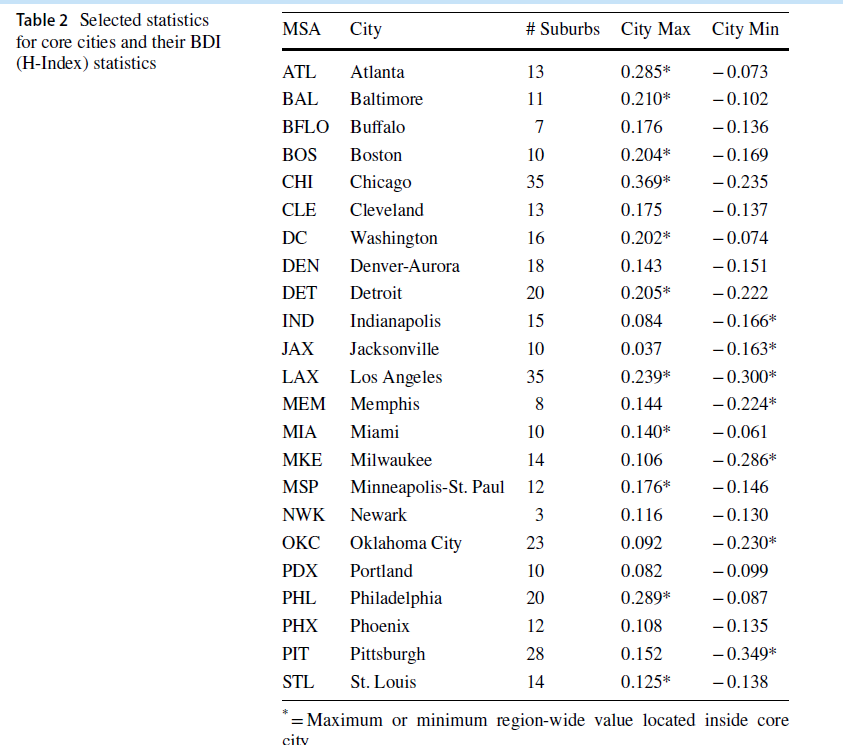 Table 2 Selected statistics
for core cities and their BDI
(H-Index) statistics
MSA City # Suburbs City Max City Min
ATL Atlanta 13 0.285* −0.073
BAL Baltimore 11 0.210* −0.102
BFLO Buffalo 7 0.176 −0.136
BOS Boston 10 0.204* −0.169
CHI Chicago 35 0.369* −0.235
CLE Cleveland 13 0.175 −0.137
DC Washington 16 0.202* −0.074
DEN Denver-Aurora 18 0.143 −0.151
DET Detroit 20 0.205* −0.222
IND Indianapolis 15 0.084 −0.166*
JAX Jacksonville 10 0.037 −0.163*
LAX Los Angeles 35 0.239* −0.300*
MEM Memphis 8 0.144 −0.224*
MIA Miami 10 0.140* −0.061
MKE Milwaukee 14 0.106 −0.286*
MSP Minneapolis-St. Paul 12 0.176* −0.146
NWK Newark 3 0.116 −0.130
OKC Oklahoma City 23 0.092 −0.230*
PDX Portland 10 0.082 −0.099
PHL Philadelphia 20 0.289* −0.087
PHX Phoenix 12 0.108 −0.135
PIT Pittsburgh 28 0.152 −0.349*
STL St. Louis 14 0.125* −0.138
*=Maximum or minimum region-wide value located inside core
city